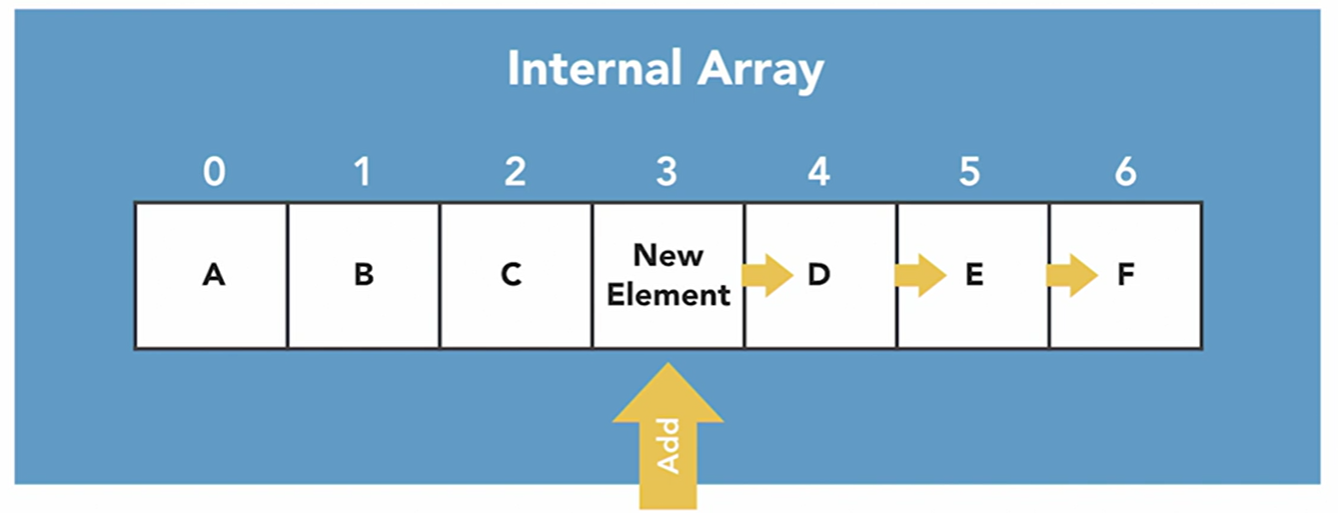 Internal Array
0 1 2 3 4 5 6
A B C New Element D E F
Add